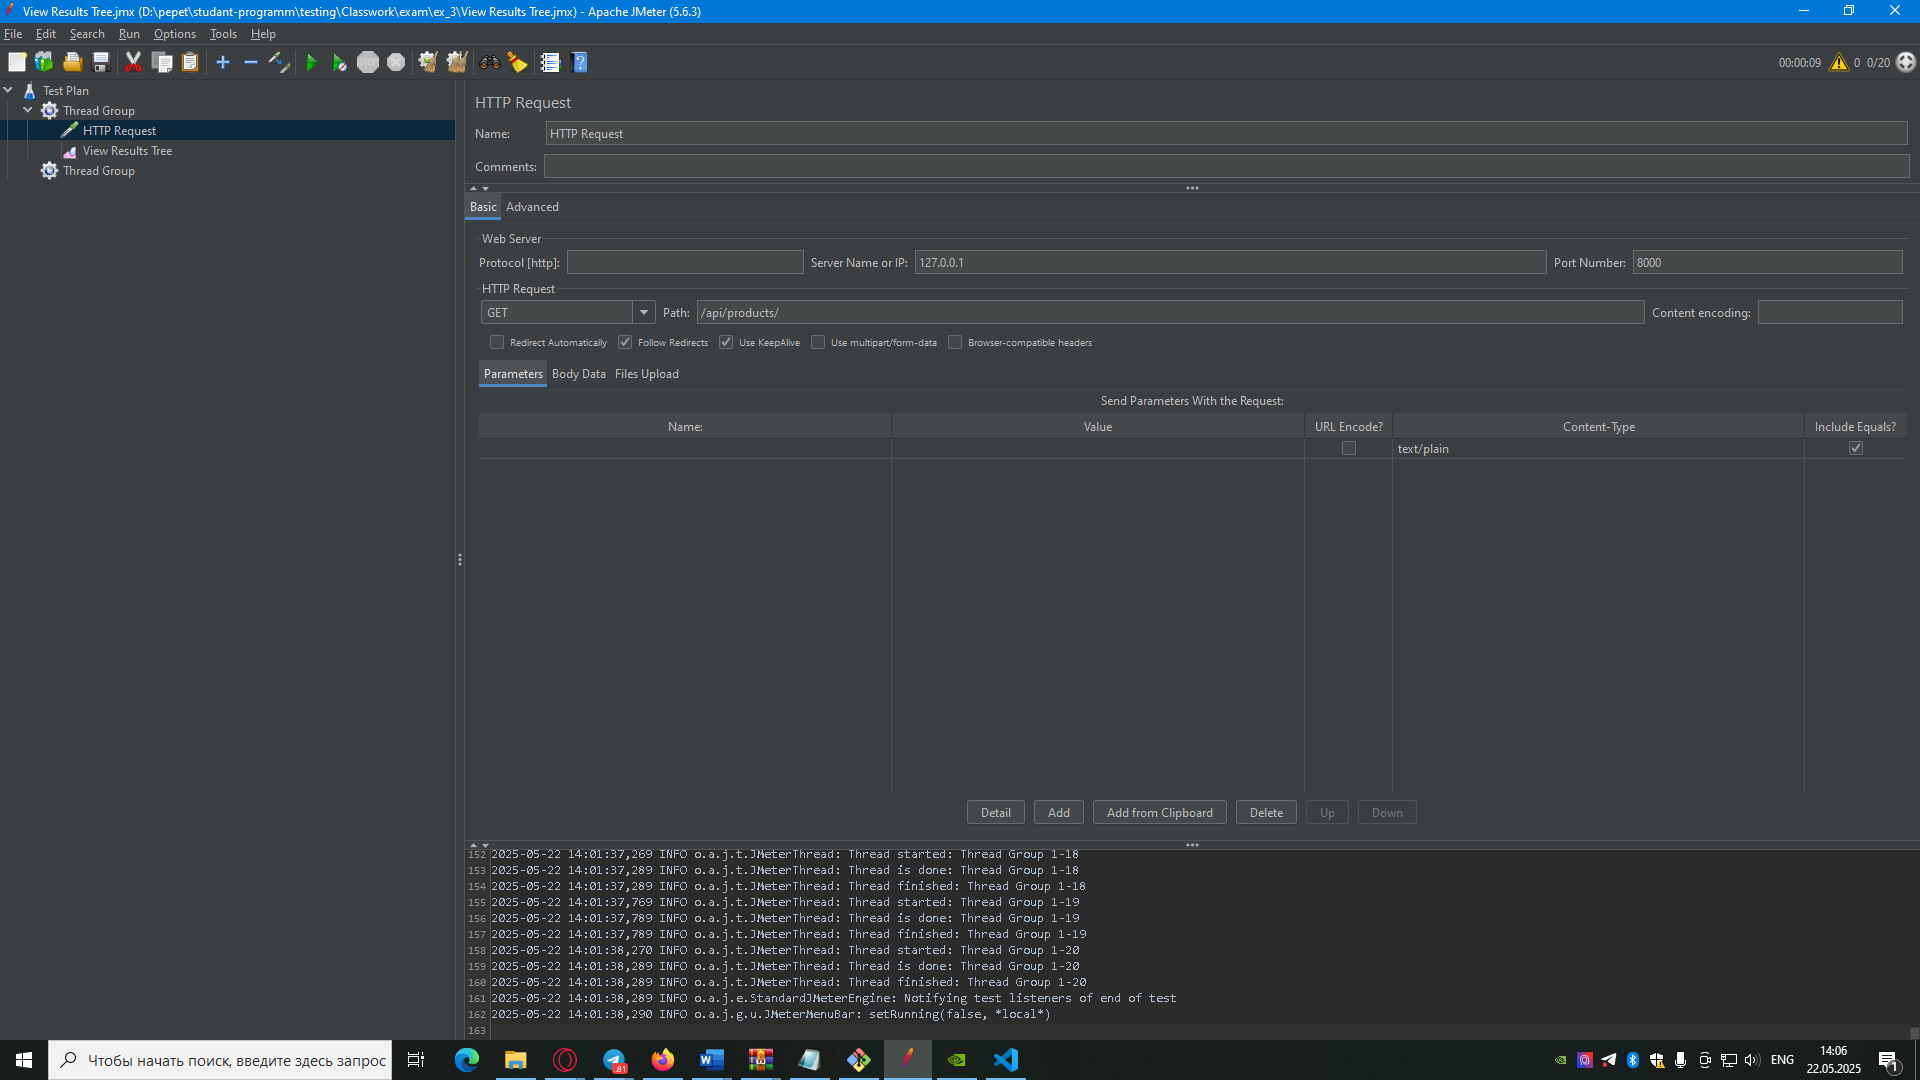 View Results Tree.jmx (D:\pepet\studant-programm\testing\Classwork\exam\ex_3\View Results Tree.jmx) - Apache JMeter (5.6.3)
File Edit Search Run Options Tools Help
00:00:09 0 0/20
Test Plan
Thread Group
HTTP Request
View Results Tree
Thread Group
HTTP Request
Name: HTTP Request
Comments:
Basic Advanced
Web Server
Protocol [http]: Server Name or IP: 127.0.0.1 Port Number: 8000
HTTP Request
GET Path: /api/products/ Content encoding:
Redirect Automatically Follow Redirects Use KeepAlive Use multipart/form-data Browser-compatible headers
Parameters Body Data Files Upload
Send Parameters With the Request:
Name: Value URL Encode? Content-Type Include Equals?
text/plain
Detail Add Add from Clipboard Delete Up Down
152 2025-05-22 14:01:37,269 INFO o.a.j.t.JMeterThread: Thread started: Thread Group 1-18
153 2025-05-22 14:01:37,289 INFO o.a.j.t.JMeterThread: Thread is done: Thread Group 1-18
154 2025-05-22 14:01:37,289 INFO o.a.j.t.JMeterThread: Thread finished: Thread Group 1-18
155 2025-05-22 14:01:37,769 INFO o.a.j.t.JMeterThread: Thread started: Thread Group 1-19
156 2025-05-22 14:01:37,789 INFO o.a.j.t.JMeterThread: Thread is done: Thread Group 1-19
157 2025-05-22 14:01:37,789 INFO o.a.j.t.JMeterThread: Thread finished: Thread Group 1-19
158 2025-05-22 14:01:38,270 INFO o.a.j.t.JMeterThread: Thread started: Thread Group 1-20
159 2025-05-22 14:01:38,289 INFO o.a.j.t.JMeterThread: Thread is done: Thread Group 1-20
160 2025-05-22 14:01:38,289 INFO o.a.j.t.JMeterThread: Thread finished: Thread Group 1-20
161 2025-05-22 14:01:38,289 INFO o.a.j.e.StandardJMeterEngine: Notifying test listeners of end of test
162 2025-05-22 14:01:38,290 INFO o.a.j.g.u.JMeterMenuBar: setRunning(false, *local*)
163
Чтобы начать поиск, введите здесь запрос
81
ENG
14:06
22.05.2025
1